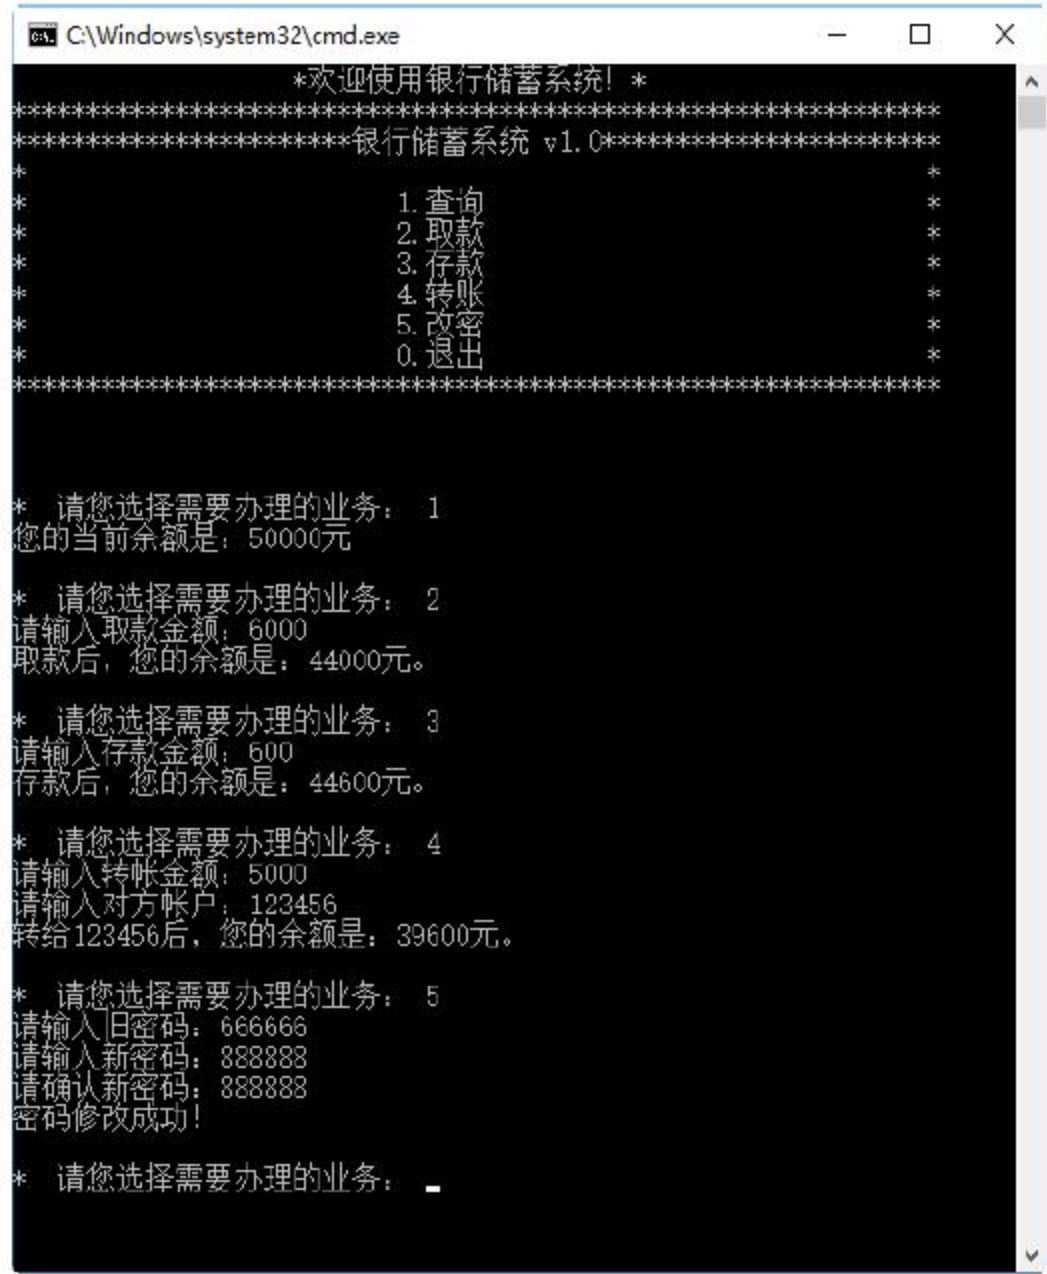 C:\Windows\system32\cmd.exe
*欢迎使用银行储蓄系统! *
***************************************************************
***********************银行储蓄系统 v1.0***********************
* *
* 1.查询 *
* 2.取款 *
* 3.存款 *
* 4.转账 *
* 5.改密 *
* 0.退出 *
***************************************************************
* 请您选择需要办理的业务: 1
您的当前余额是:50000元
* 请您选择需要办理的业务: 2
请输入取款金额:6000
取款后,您的余额是:44000元。
* 请您选择需要办理的业务: 3
请输入存款金额:600
存款后,您的余额是:44600元。
* 请您选择需要办理的业务: 4
请输入转帐金额:5000
请输入对方帐户:123456
转给123456后,您的余额是:39600元。
* 请您选择需要办理的业务: 5
请输入旧密码:666666
请输入新密码:888888
请确认新密码:888888
密码修改成功!
* 请您选择需要办理的业务: _